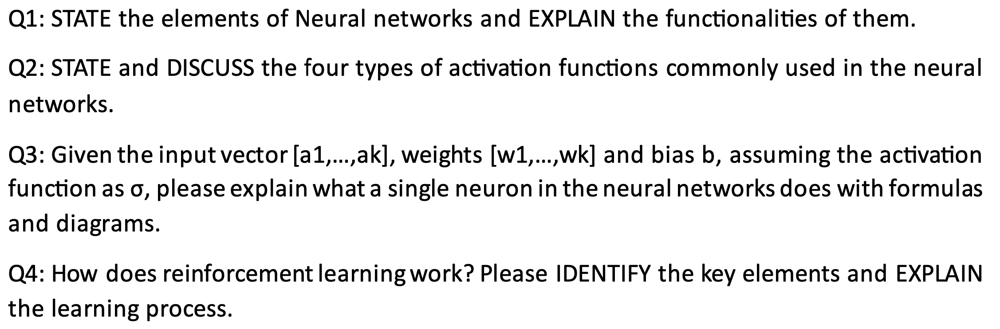 Q1: STATE the elements of Neural networks and EXPLAIN the functionalities of them.
Q2: STATE and DISCUSS the four types of activation functions commonly used in the neural
networks.
Q3: Given the input vector [a1,...,ak], weights [w1,...,wk] and bias b, assuming the activation
function as σ, please explain what a single neuron in the neural networks does with formulas
and diagrams.
Q4: How does reinforcement learning work? Please IDENTIFY the key elements and EXPLAIN
the learning process.